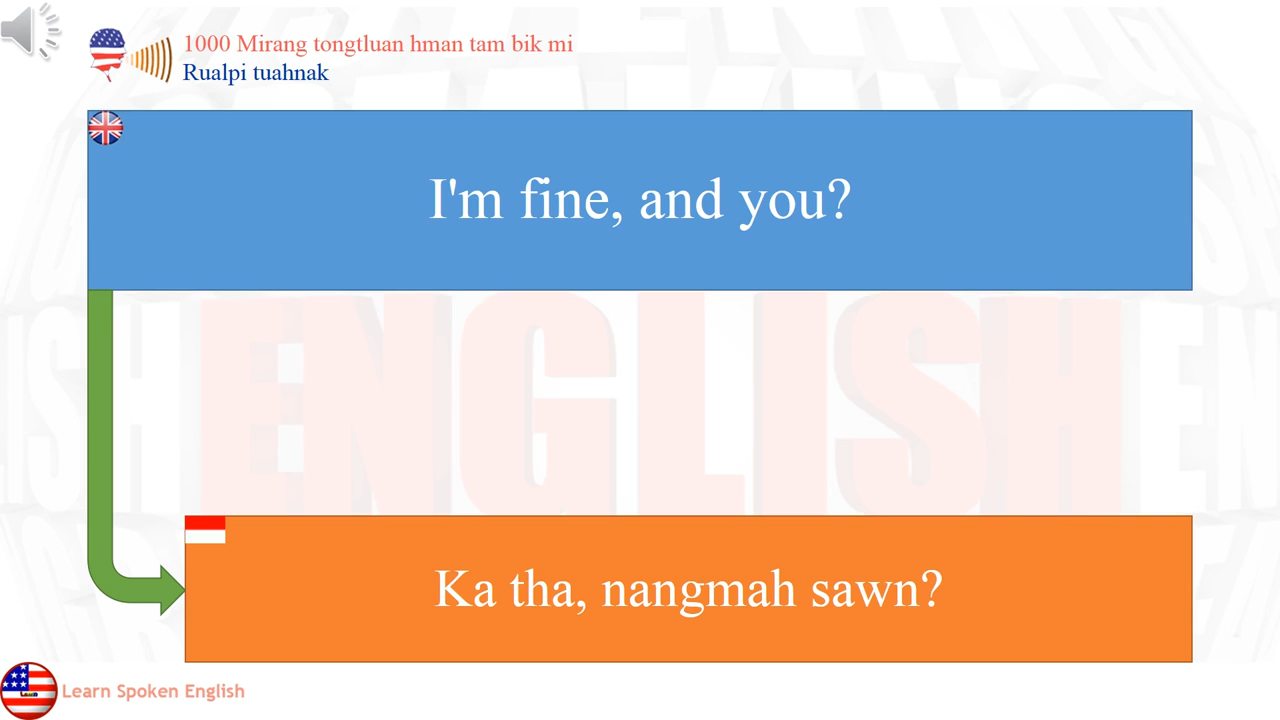 1000 Mirang tongtluan hman tam bik mi
Rualpi tuahnak
I'm fine, and you?
ENGLISH
Ka tha, nangmah sawn?
Learn Spoken English